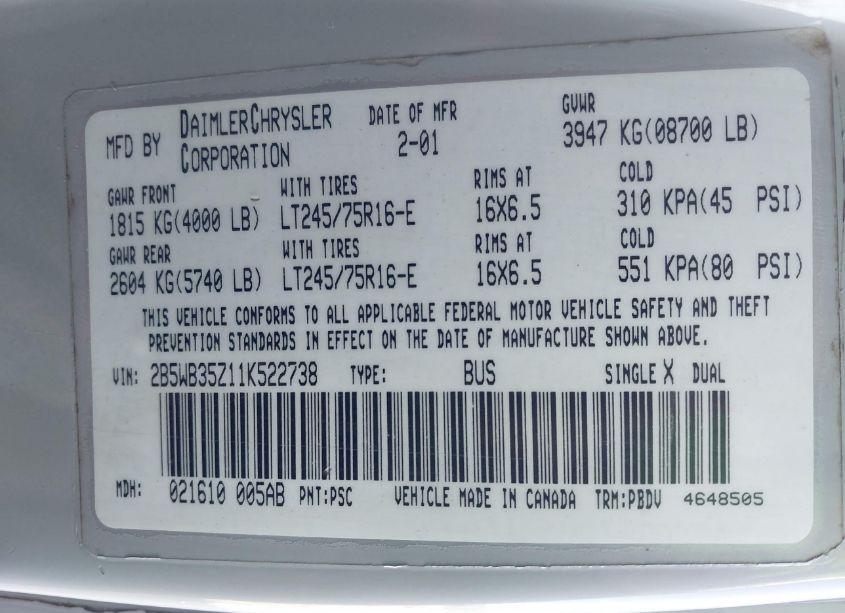 MFD BY DAIMLERCHRYSLER CORPORATION DATE OF MFR 2-01 GVWR 3947 KG(08700 LB)
GAWR FRONT WITH TIRES RIMS AT COLD
1815 KG(4000 LB) LT245/75R16-E 16X6.5 310 KPA(45 PSI)
GAWR REAR WITH TIRES RIMS AT COLD
2604 KG(5740 LB) LT245/75R16-E 16X6.5 551 KPA(80 PSI)
THIS VEHICLE CONFORMS TO ALL APPLICABLE FEDERAL MOTOR VEHICLE SAFETY AND THEFT
PREVENTION STANDARDS IN EFFECT ON THE DATE OF MANUFACTURE SHOWN ABOVE.
VIN: 2B5WB35Z11K522738 TYPE: BUS SINGLE X DUAL
MDH: 021610 005AB PNT:PSC VEHICLE MADE IN CANADA TRM:PBDV 4648505